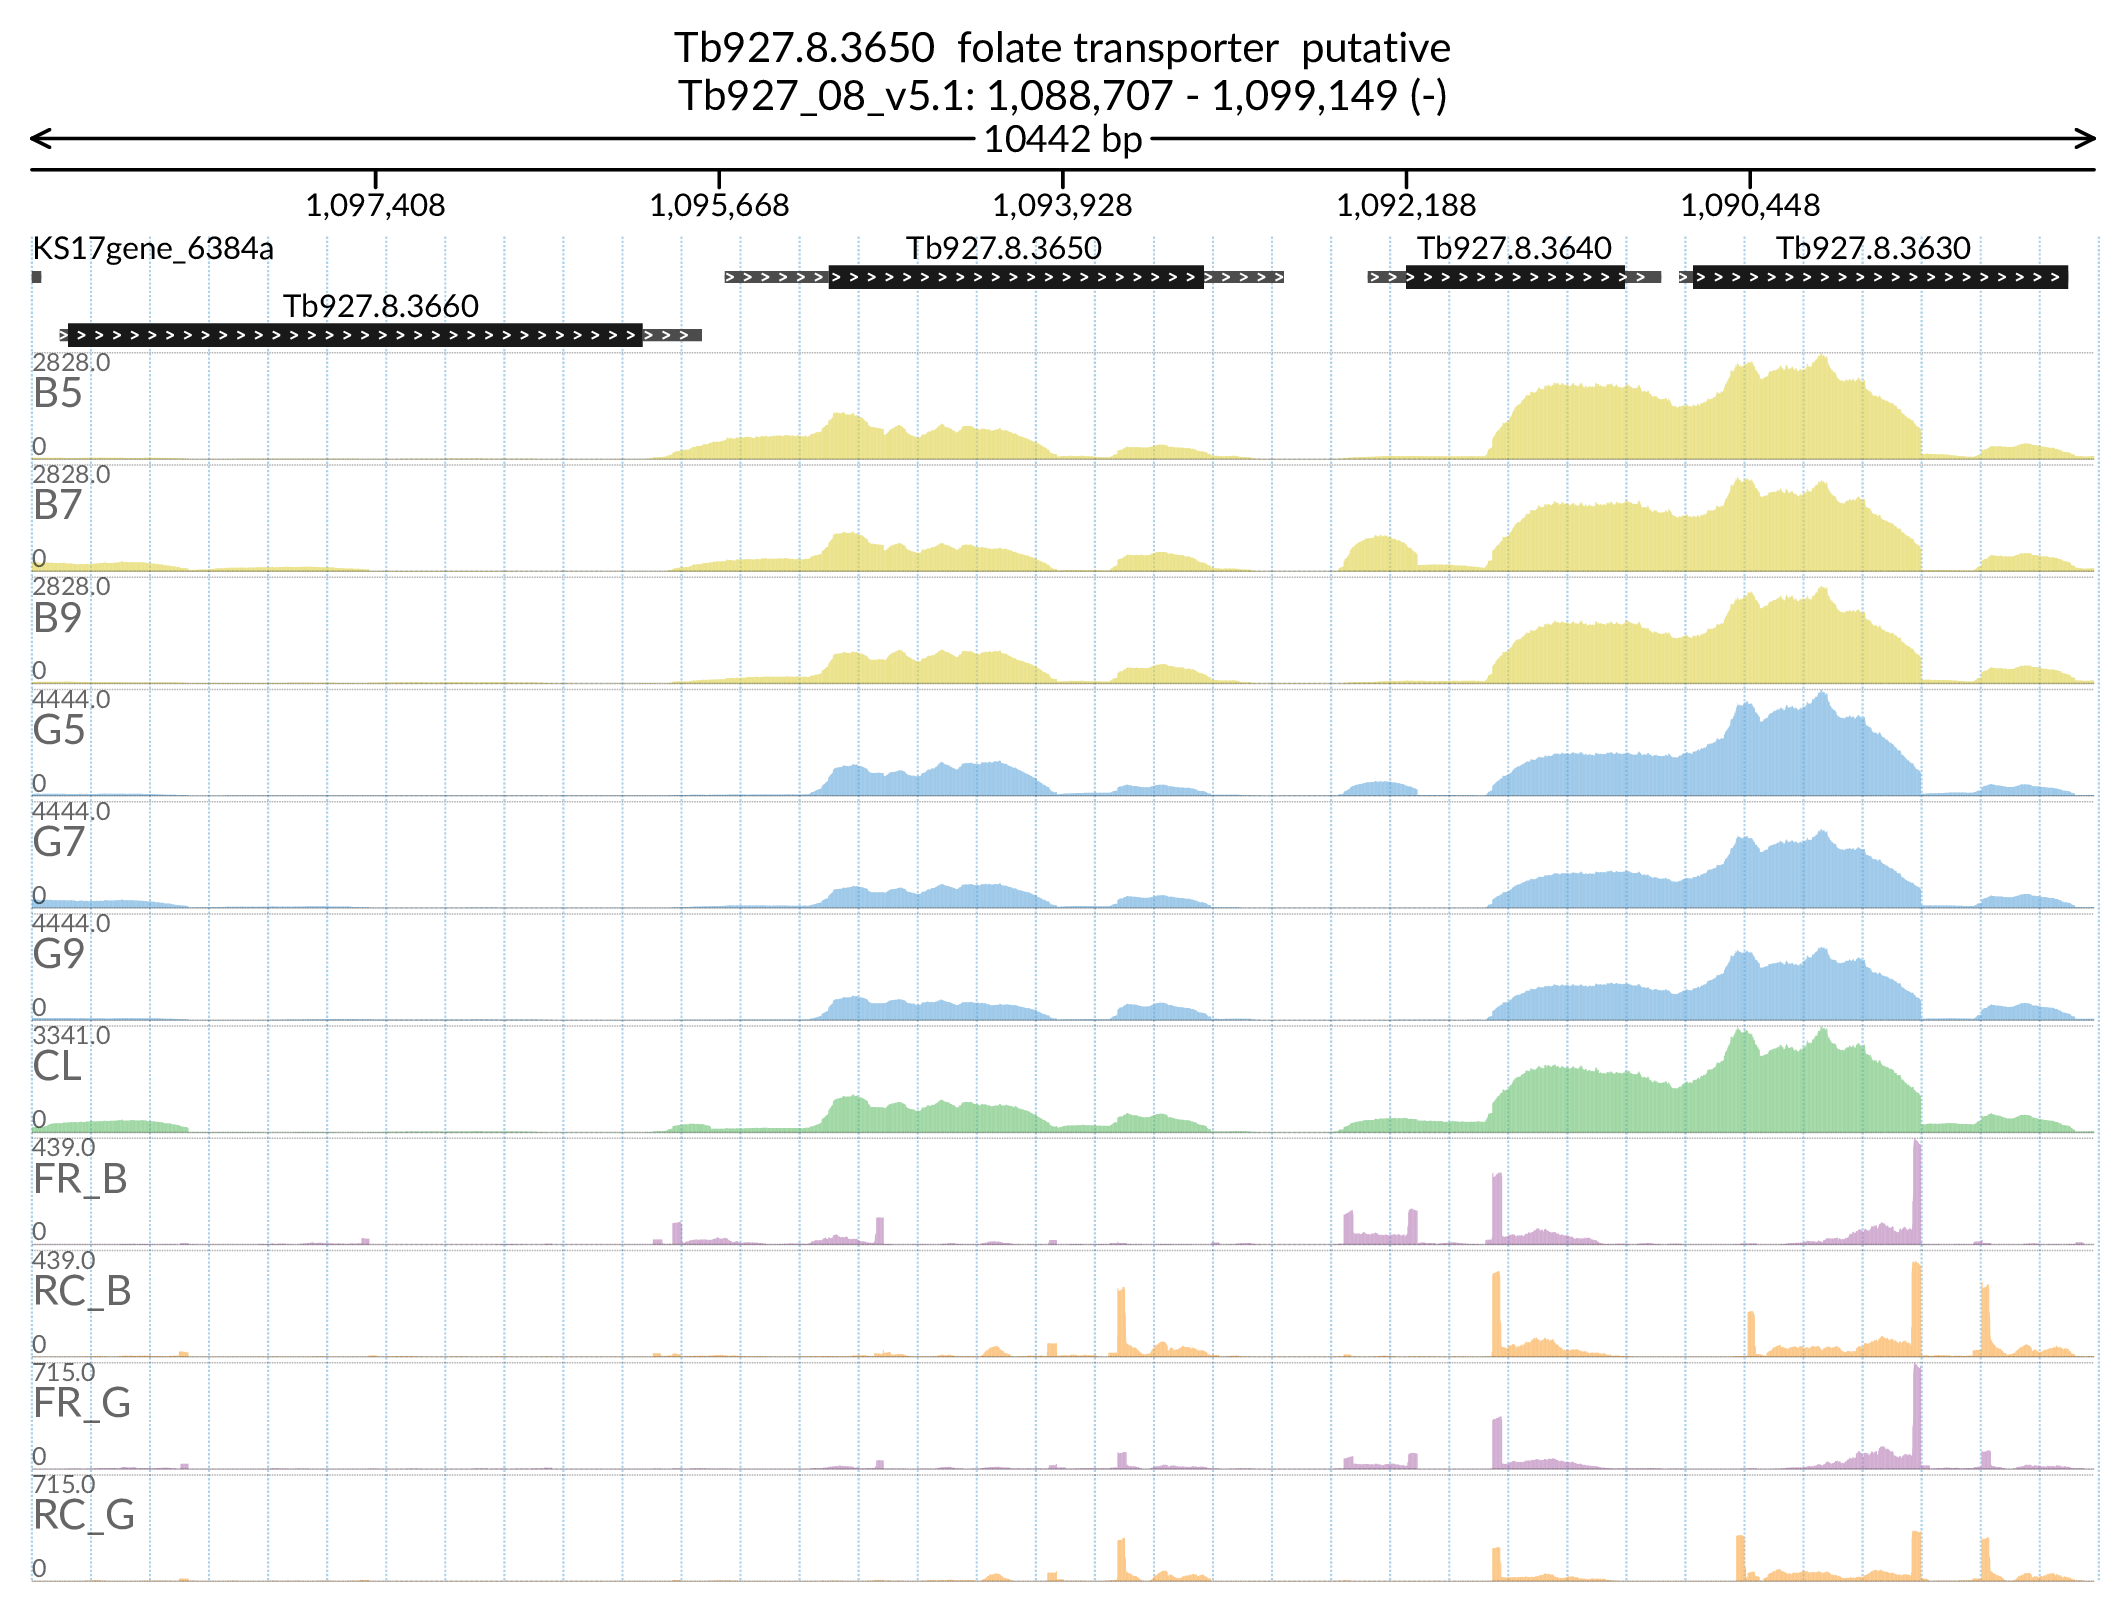 Tb927.8.3650 folate transporter putative
Tb927_08_v5.1: 1,088,707 - 1,099,149 (-)
10442 bp
1,097,408 1,095,668 1,093,928 1,092,188 1,090,448
KS17gene_6384a Tb927.8.3650 Tb927.8.3640 Tb927.8.3630
Tb927.8.3660
2828.0
B5
0
2828.0
B7
0
2828.0
B9
0
4444.0
G5
0
4444.0
G7
0
4444.0
G9
0
3341.0
CL
0
439.0
FR_B
0
439.0
RC_B
0
715.0
FR_G
0
715.0
RC_G
0